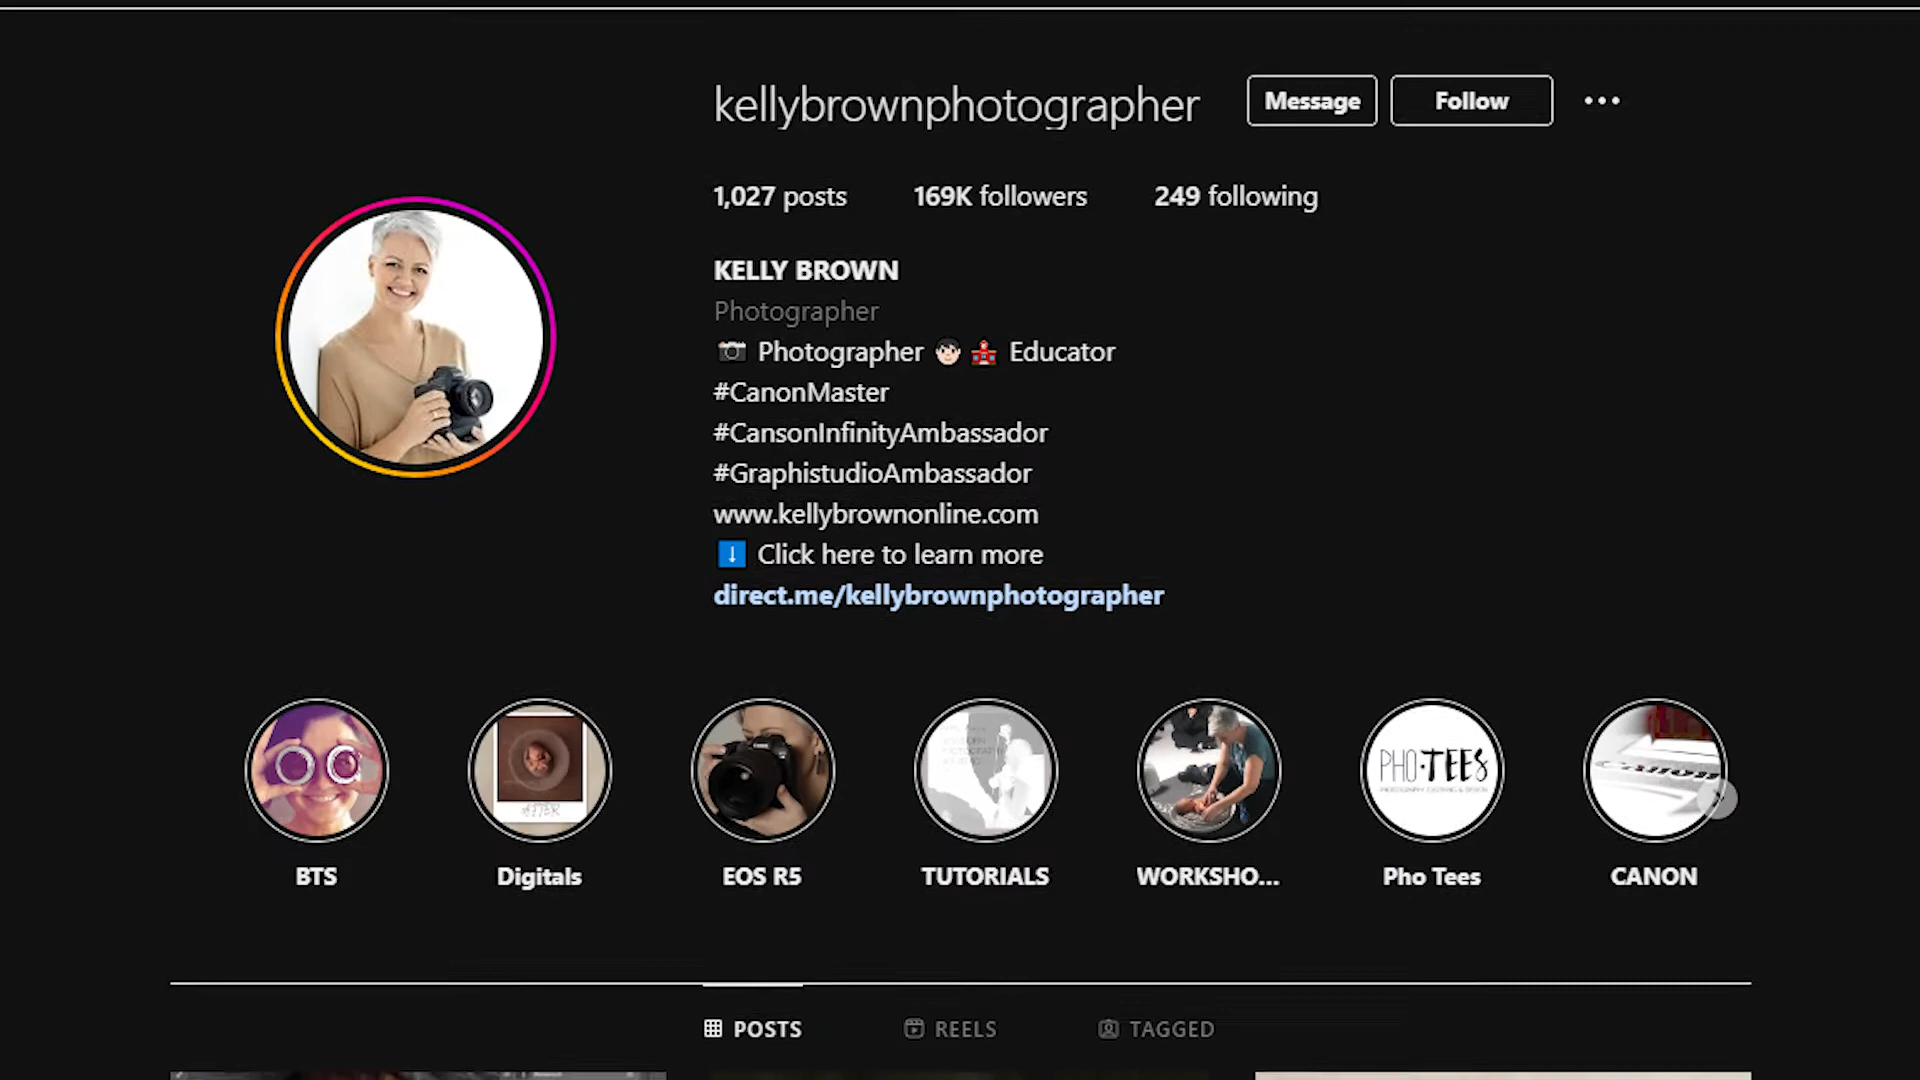 kellybrownphotographer Message Follow
1,027 posts 169K followers 249 following
KELLY BROWN
Photographer
Photographer Educator
#CanonMaster
#CansonInfinityAmbassador
#GraphistudioAmbassador
www.kellybrownonline.com
Click here to learn more
direct.me/kellybrownphotographer
PHO·TEES
Canon
BTS Digitals EOS R5 TUTORIALS WORKSHO... Pho Tees CANON
POSTS REELS TAGGED